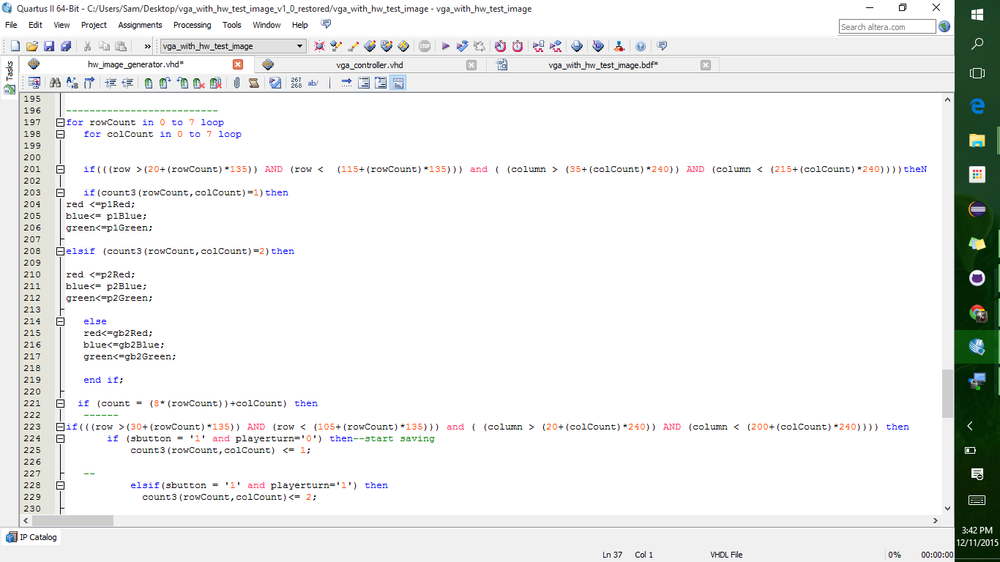 Quartus II 64-Bit - C:/Users/Sam/Desktop/vga_with_hw_test_image_v1_0_restored/vga_with_hw_test_image - vga_with_hw_test_image
File Edit View Project Assignments Processing Tools Window Help
Search altera.com
» vga_with_hw_test_image
STOP
Tasks
hw_image_generator.vhd* vga_controller.vhd vga_with_hw_test_image.bdf*
267
268 ab/
195
196 --------------------------
197 for rowCount in 0 to 7 loop
198 for colCount in 0 to 7 loop
199
200
201 if(((row >(20+(rowCount)*135)) AND (row <  (115+(rowCount)*135))) and ( (column > (35+(colCount)*240)) AND (column < (215+(colCount)*240))))theN
202
203 if(count3(rowCount,colCount)=1)then
204 red <=p1Red;
205 blue<= p1Blue;
206 green<=p1Green;
207
208 elsif (count3(rowCount,colCount)=2)then
209
210 red <=p2Red;
211 blue<= p2Blue;
212 green<=p2Green;
213
214 else
215 red<=gb2Red;
216 blue<=gb2Blue;
217 green<=gb2Green;
218
219 end if;
220
221 if (count = (8*(rowCount))+colCount) then
222 ------
223 if(((row >(30+(rowCount)*135)) AND (row < (105+(rowCount)*135))) and ( (column > (20+(colCount)*240)) AND (column < (200+(colCount)*240)))) then
224 if (sbutton = '1' and playerturn='0') then--start saving
225 count3(rowCount,colCount) <= 1;
226
227 --
228 elsif(sbutton = '1' and playerturn='1') then
229 count3(rowCount,colCount)<= 2;
230
IP Catalog
Ln 37 Col 1 VHDL File 0% 00:00:00
3:42 PM
12/11/2015